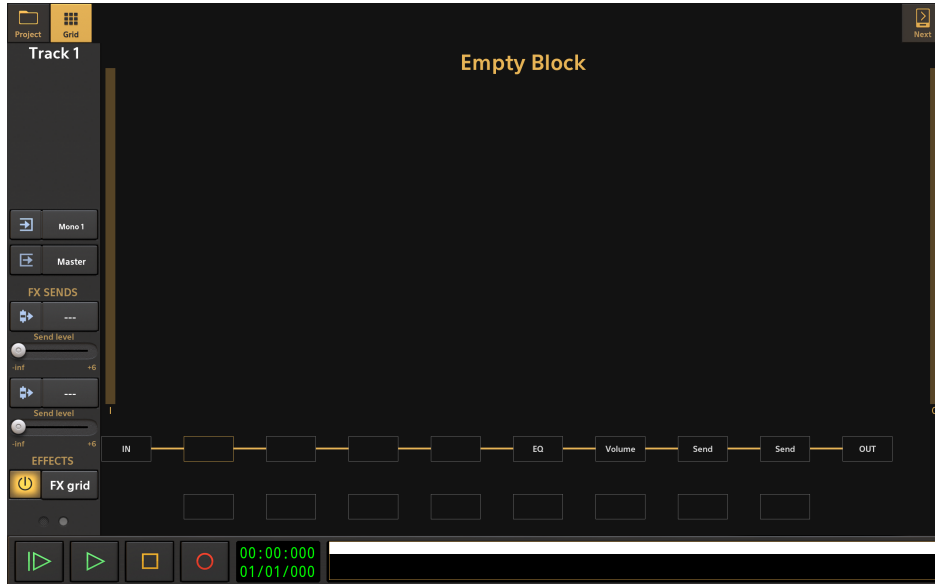 Project
Grid
Next
Track 1
Empty Block
Mono 1
Master
FX SENDS
---
Send level
-inf +6
---
Send level
-inf +6
I
IN EQ Volume Send Send OUT
EFFECTS
FX grid
00:00:000
01/01/000